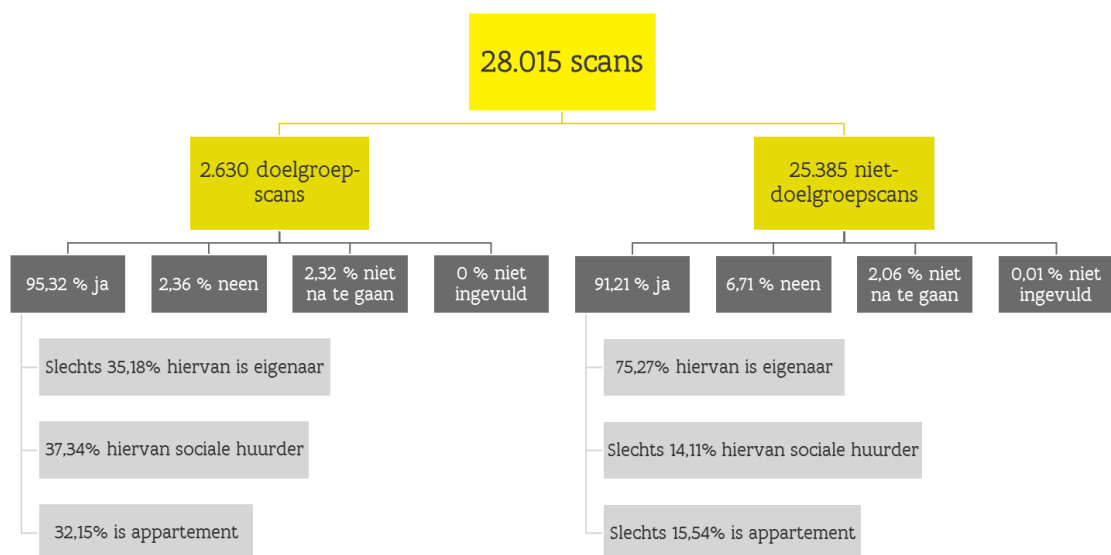 28.015 scans
2.630 doelgroep-
scans
25.385 niet-
doelgroepscans
95,32 % ja
2,36 % neen
2,32 % niet
na te gaan
0 % niet
ingevuld
91,21 % ja
6,71 % neen
2,06 % niet
na te gaan
0,01 % niet
ingevuld
Slechts 35,18% hiervan is eigenaar
37,34% hiervan sociale huurder
32,15% is appartement
75,27% hiervan is eigenaar
Slechts 14,11% hiervan sociale huurder
Slechts 15,54% is appartement